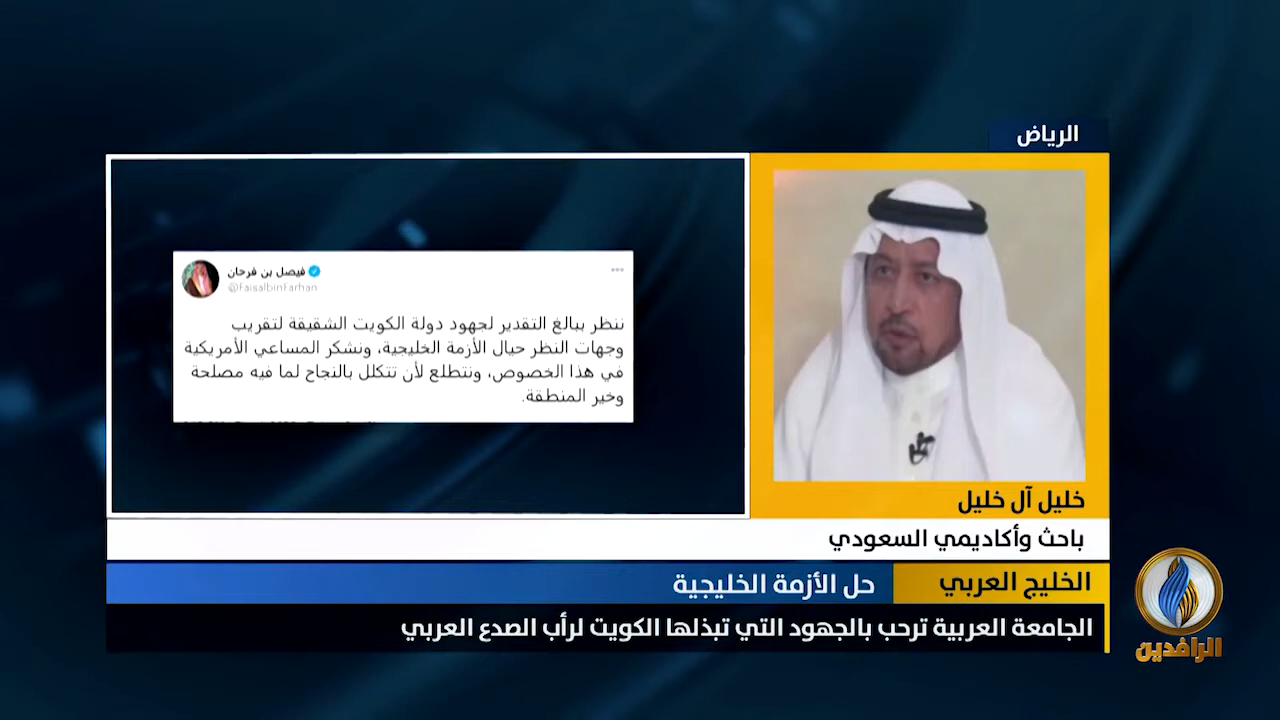 الرياض
فيصل بن فرحان
@FaisalbinFarhan
ننظر ببالغ التقدير لجهود دولة الكويت الشقيقة لتقريب
وجهات النظر حيال الأزمة الخليجية، ونشكر المساعي الأمريكية
في هذا الخصوص، ونتطلع لأن تتكلل بالنجاح لما فيه مصلحة
وخير المنطقة.
خليل آل خليل
باحث وأكاديمي السعودي
الخليج العربي
حل الأزمة الخليجية
الجامعة العربية ترحب بالجهود التي تبذلها الكويت لرأب الصدع العربي
الرافدين